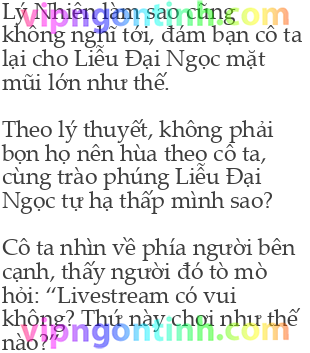 Lý Nhiên làm sao cũng
vipngontinh.com
không nghĩ tới, đám bạn cô ta
lại cho Liễu Đại Ngọc mặt
mũi lớn như thế.
Theo lý thuyết, không phải
bọn họ nên hùa theo cô ta,
cùng trào phúng Liễu Đại
Ngọc tự hạ thấp mình sao?
Cô ta nhìn về phía người bên
cạnh, thấy người đó tò mò
hỏi: “Livestream có vui
không? Thứ này chơi như thế
vipngontinh.com
nào?”